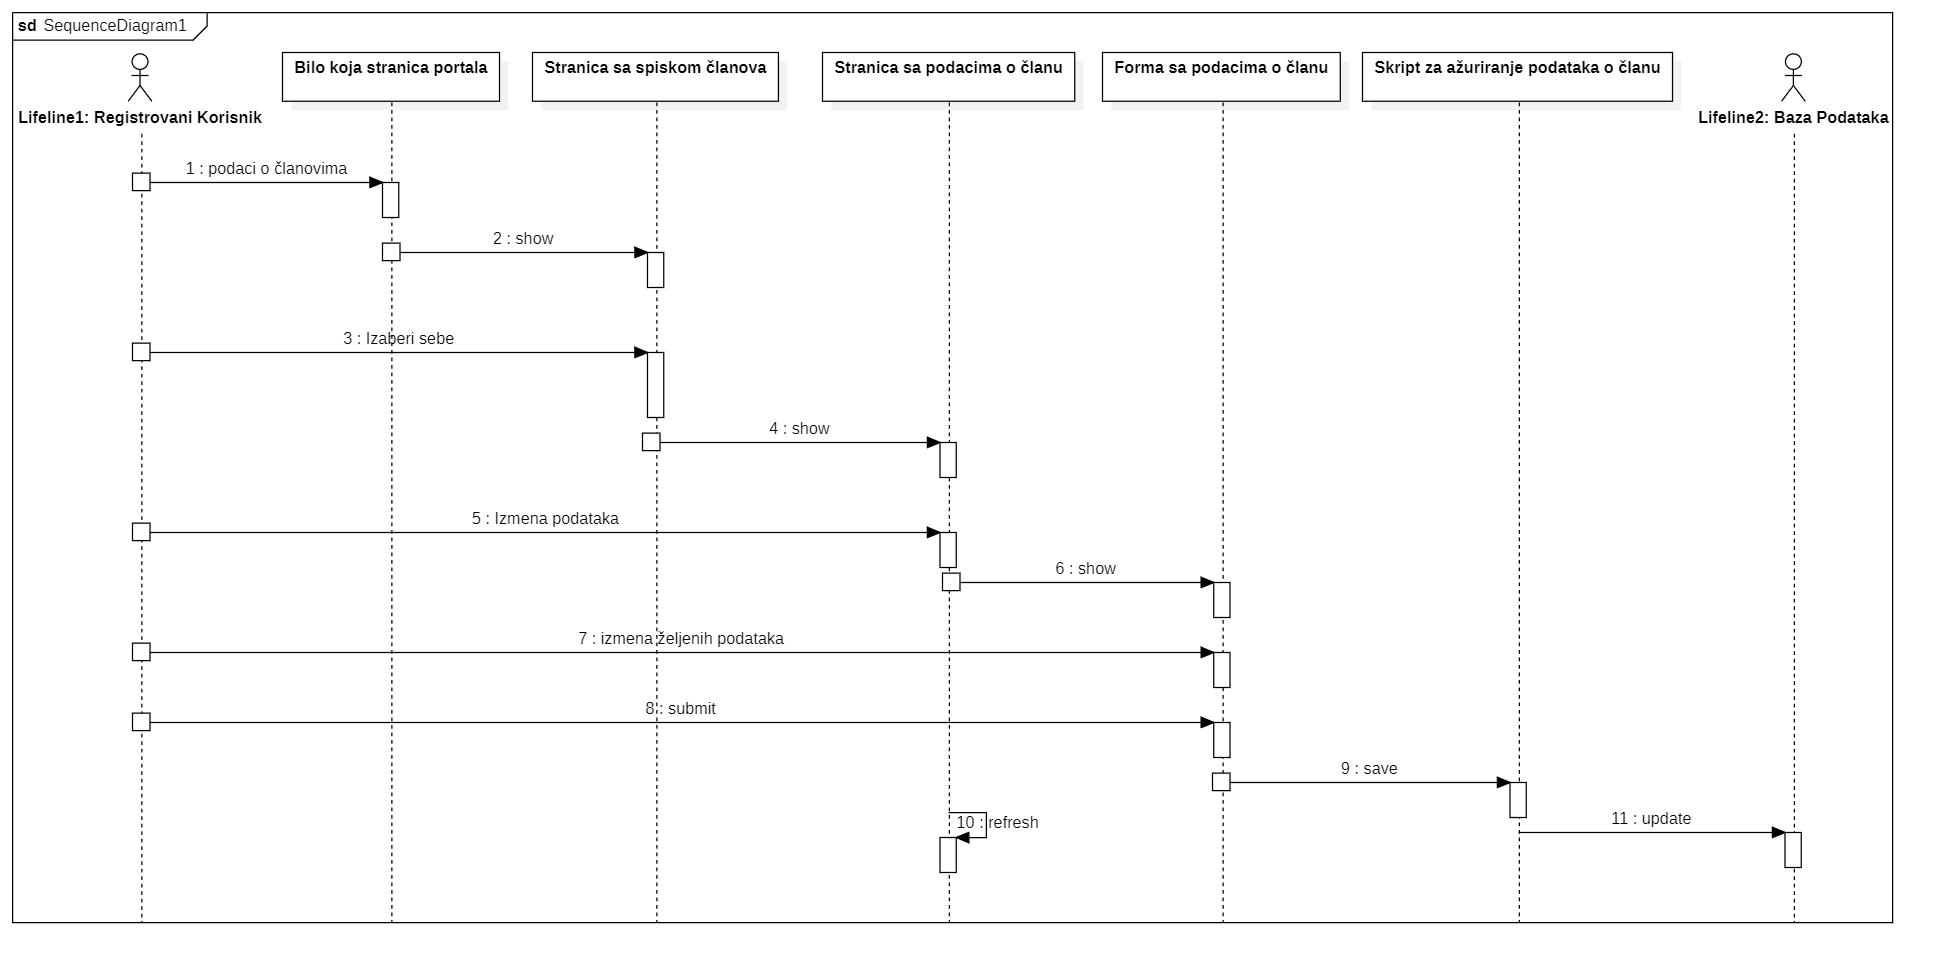 sd SequenceDiagram1
Bilo koja stranica portala
Stranica sa spiskom članova
Stranica sa podacima o članu
Forma sa podacima o članu
Skript za ažuriranje podataka o članu
Lifeline1: Registrovani Korisnik
Lifeline2: Baza Podataka
1 : podaci o članovima
2 : show
3 : Izaberi sebe
4 : show
5 : Izmena podataka
6 : show
7 : izmena željenih podataka
8 : submit
9 : save
10 : refresh
11 : update